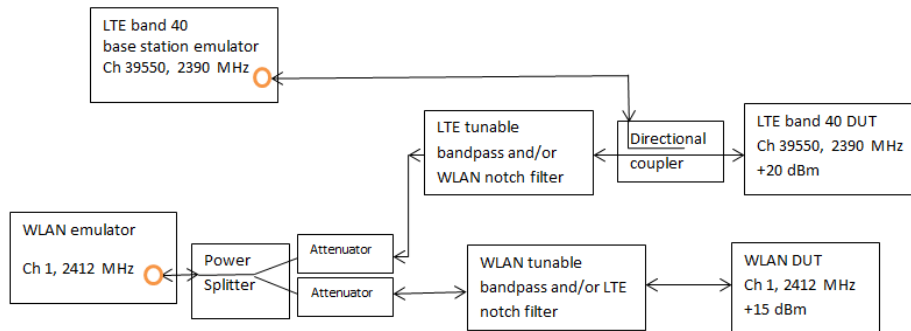 LTE band 40
base station emulator
Ch 39550, 2390 MHz
LTE tunable
bandpass and/or
WLAN notch filter
Directional
coupler
LTE band 40 DUT
Ch 39550, 2390 MHz
+20 dBm
WLAN emulator
Ch 1, 2412 MHz
Power
Splitter
Attenuator
Attenuator
WLAN tunable
bandpass and/or LTE
notch filter
WLAN DUT
Ch 1, 2412 MHz
+15 dBm